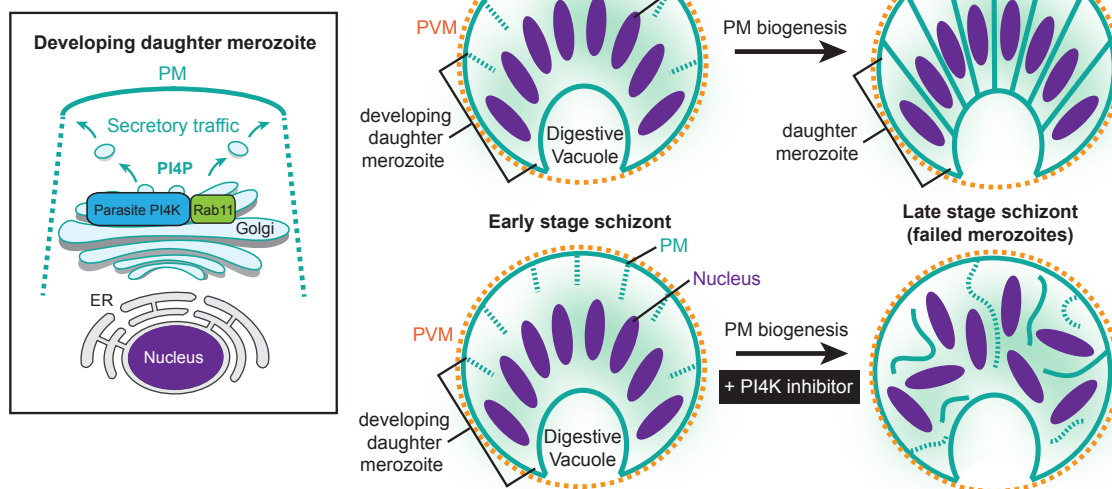 Developing daughter merozoite
PM
Secretory traffic
PI4P
Parasite PI4K
Rab11
Golgi
ER
Nucleus
PVM
developing
daughter
merozoite
Digestive
Vacuole
PM biogenesis
daughter
merozoite
Early stage schizont
PM
Nucleus
PVM
developing
daughter
merozoite
Digestive
Vacuole
PM biogenesis
+ PI4K inhibitor
Late stage schizont
(failed merozoites)